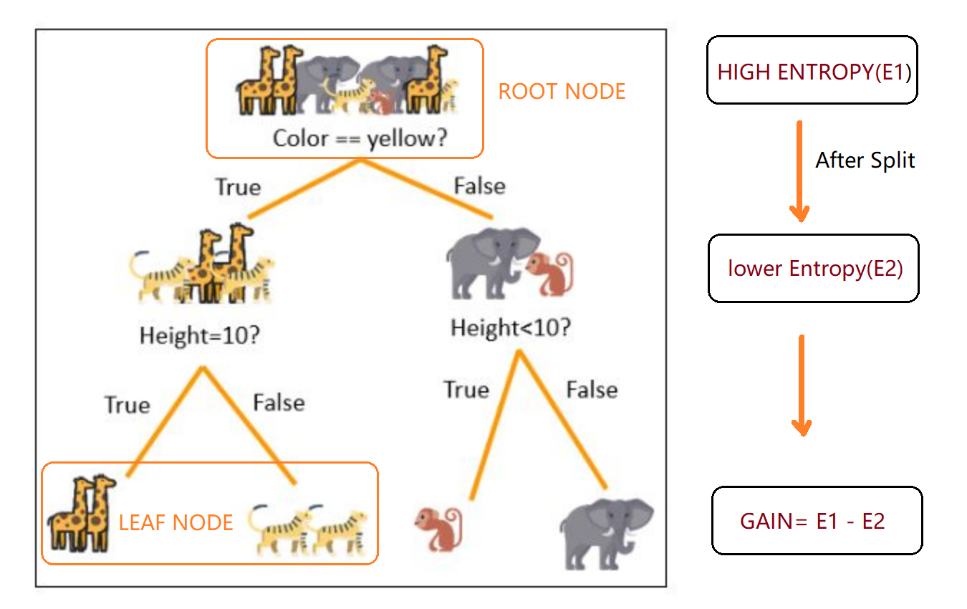 HIGH ENTROPY(E1)
ROOT NODE
Color == yellow?
After Split
True
False
lower Entropy(E2)
Height=10?
Height<10?
True
False
True
False
LEAF NODE
GAIN= E1 - E2